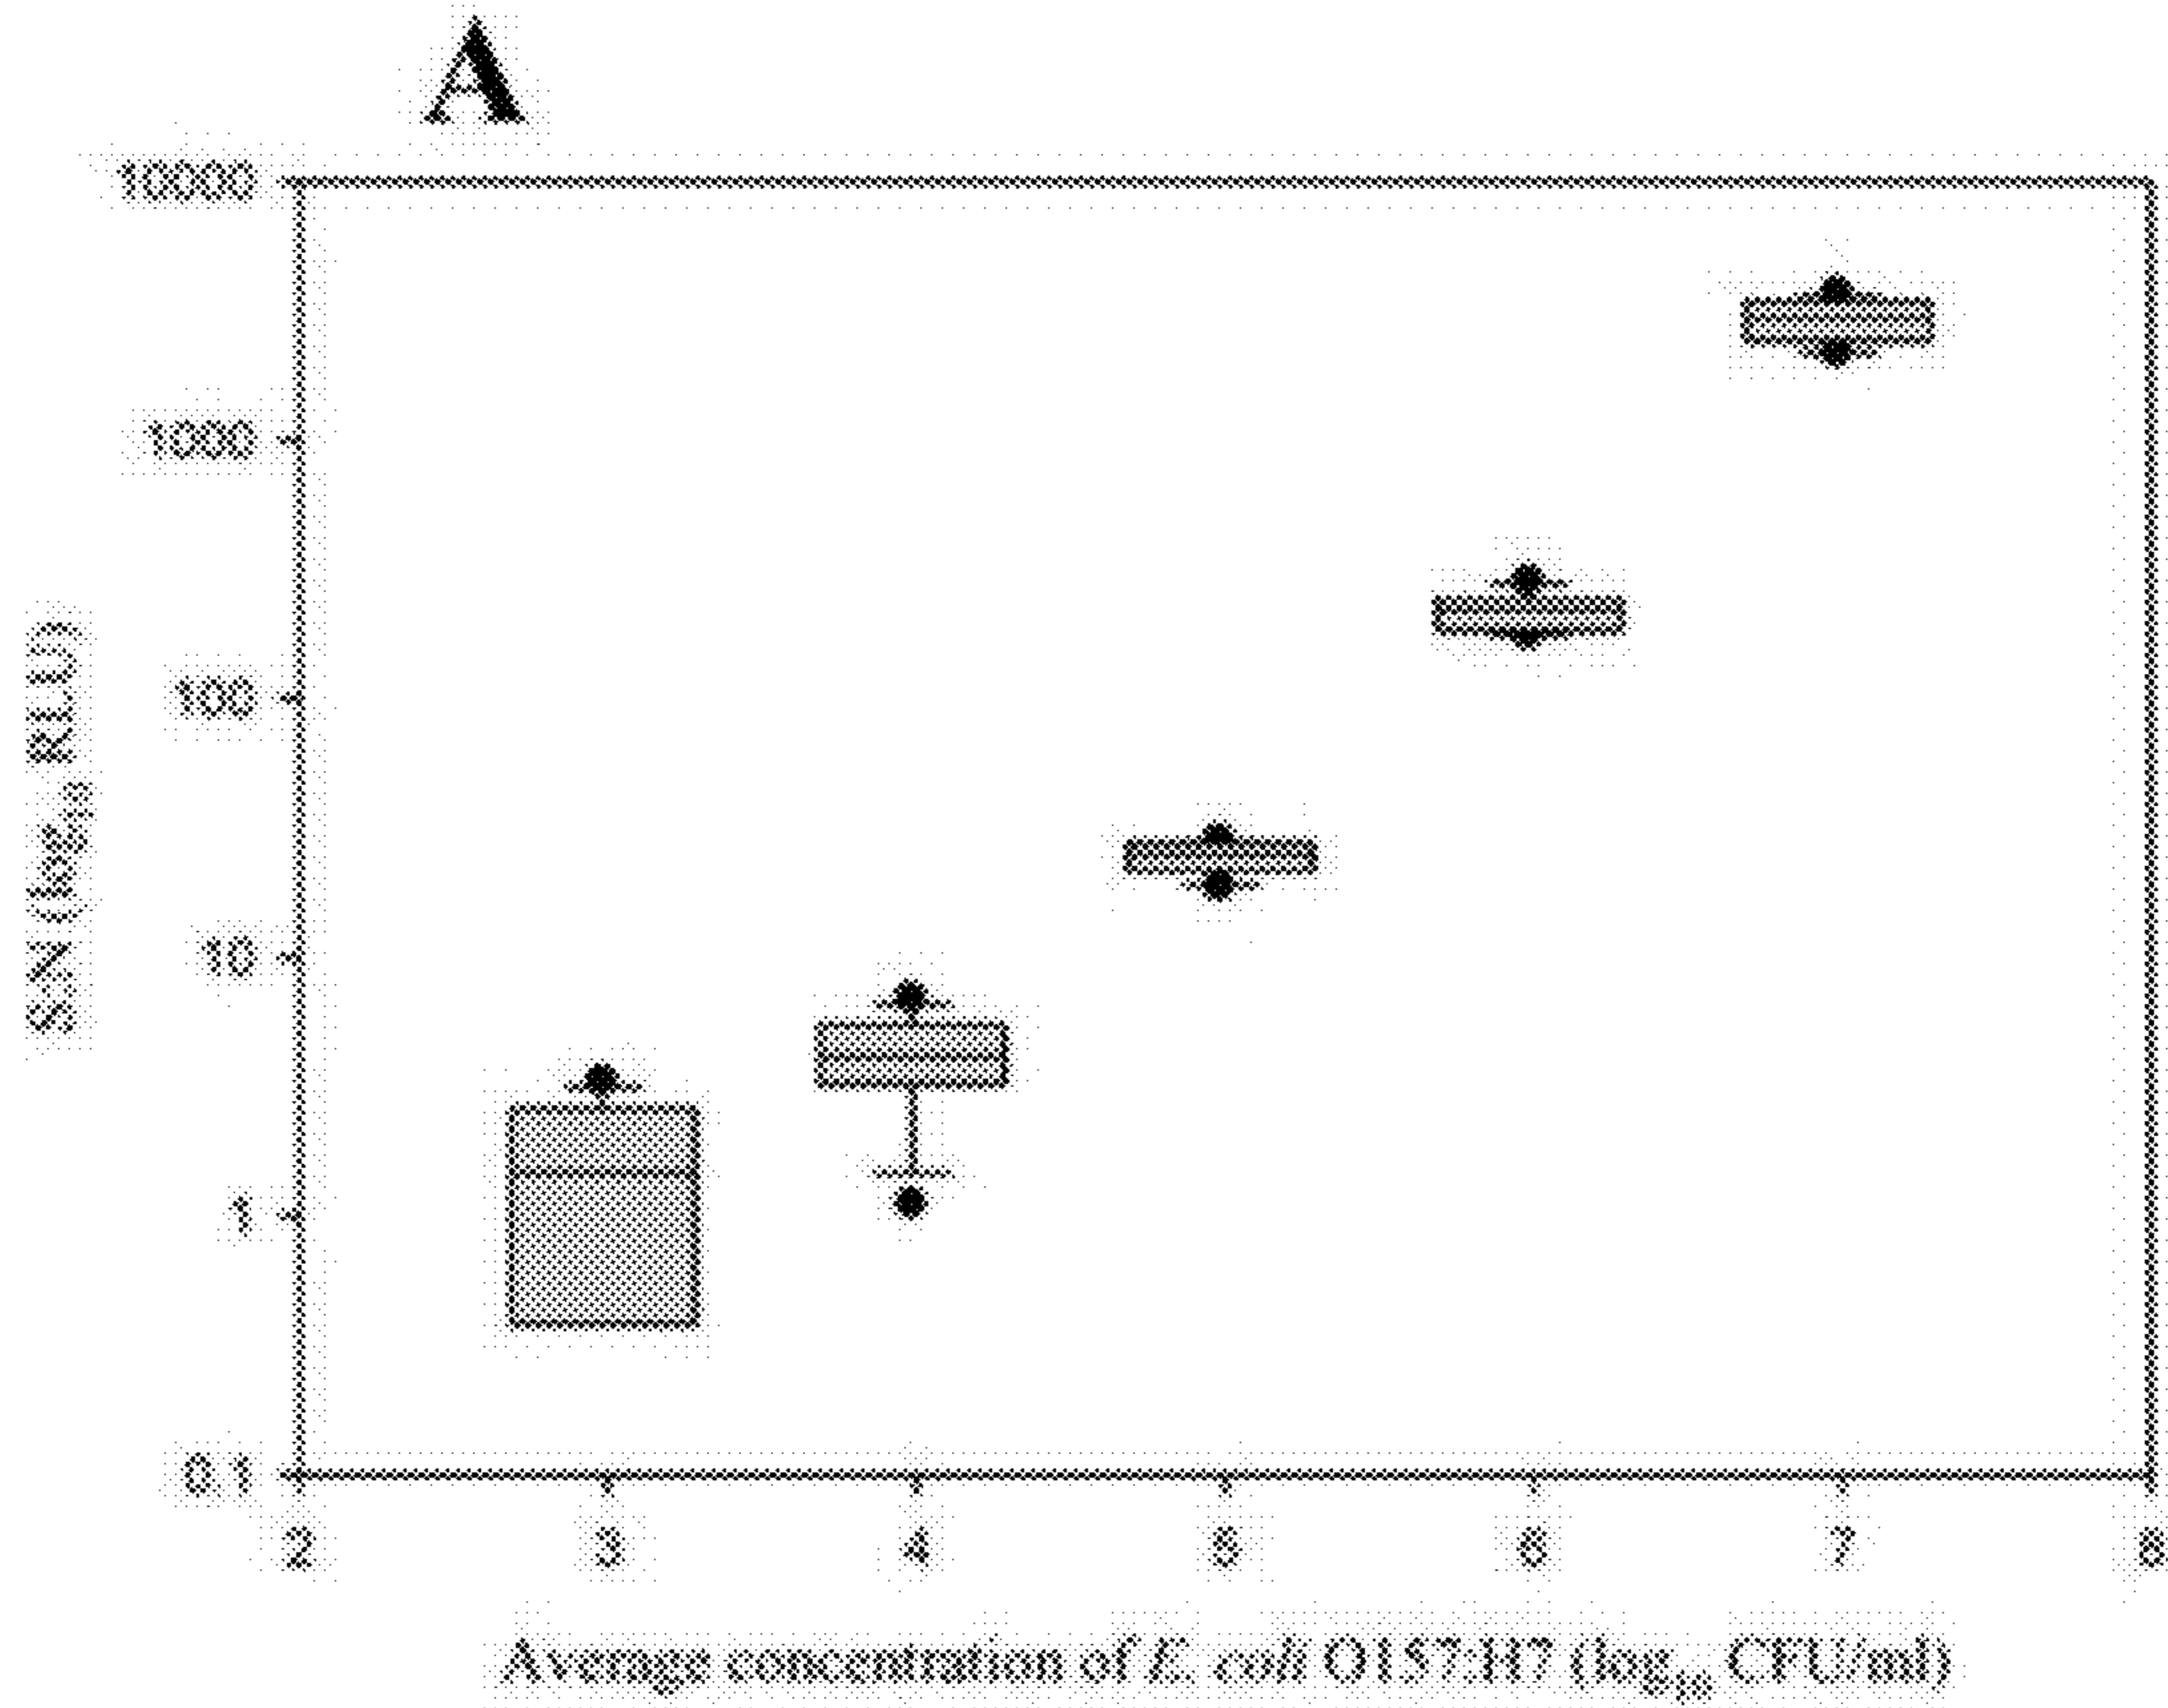 A
10000
1000
100
10
1
0.1
SSN (log₁₀, RLU)
2 3 4 5 6 7 8
Average concentration of E. coli O157:H7 (log₁₀ CFU/ml)